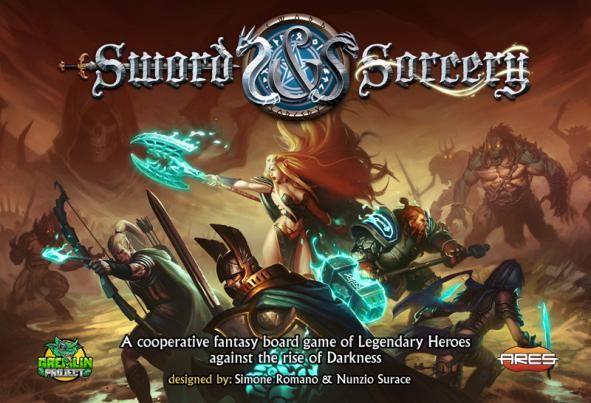 Sword & Sorcery
A cooperative fantasy board game of Legendary Heroes
against the rise of Darkness
designed by: Simone Romano & Nunzio Surace
GREMLIN
PROJECT
ARES